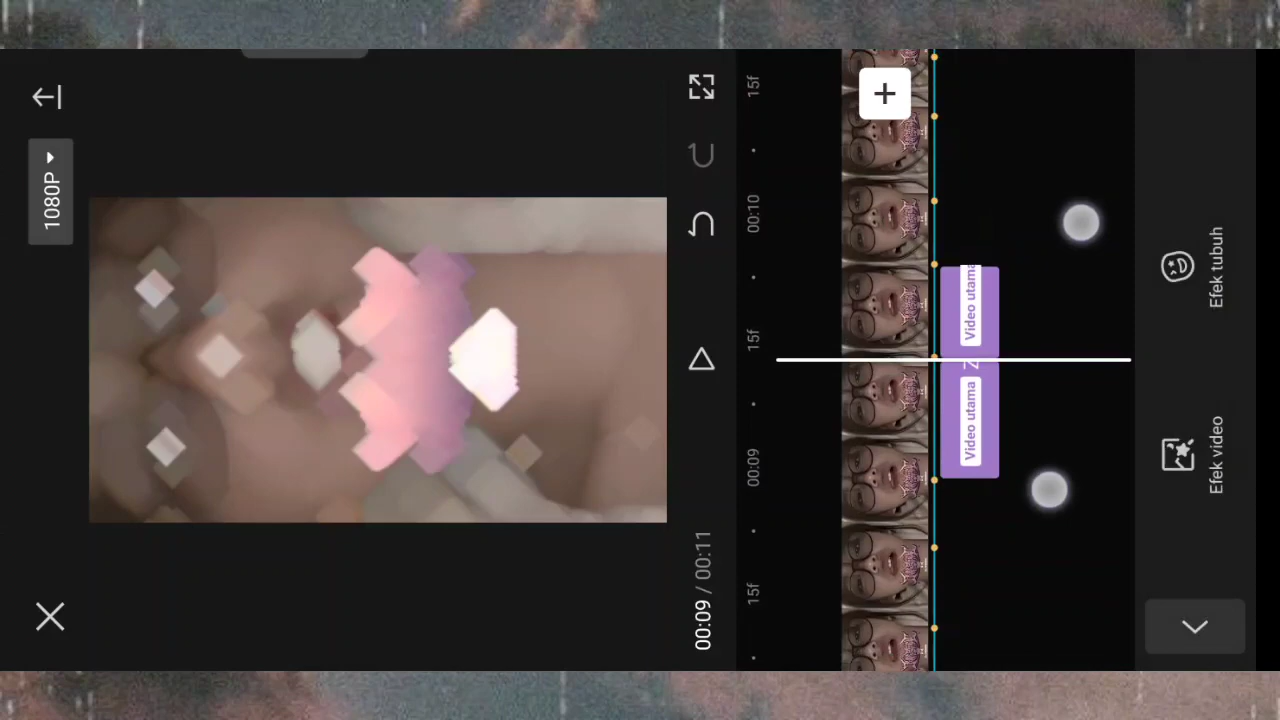 1080P
00:09 / 00:11
15f
00:09
15f
00:10
15f
Video utama
Z
Video utama
Efek video
Efek tubuh